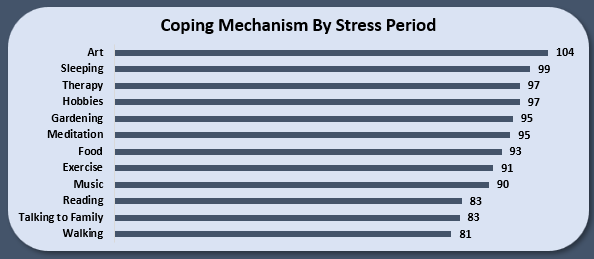 Coping Mechanism By Stress Period
Art 104
Sleeping 99
Therapy 97
Hobbies 97
Gardening 95
Meditation 95
Food 93
Exercise 91
Music 90
Reading 83
Talking to Family 83
Walking 81